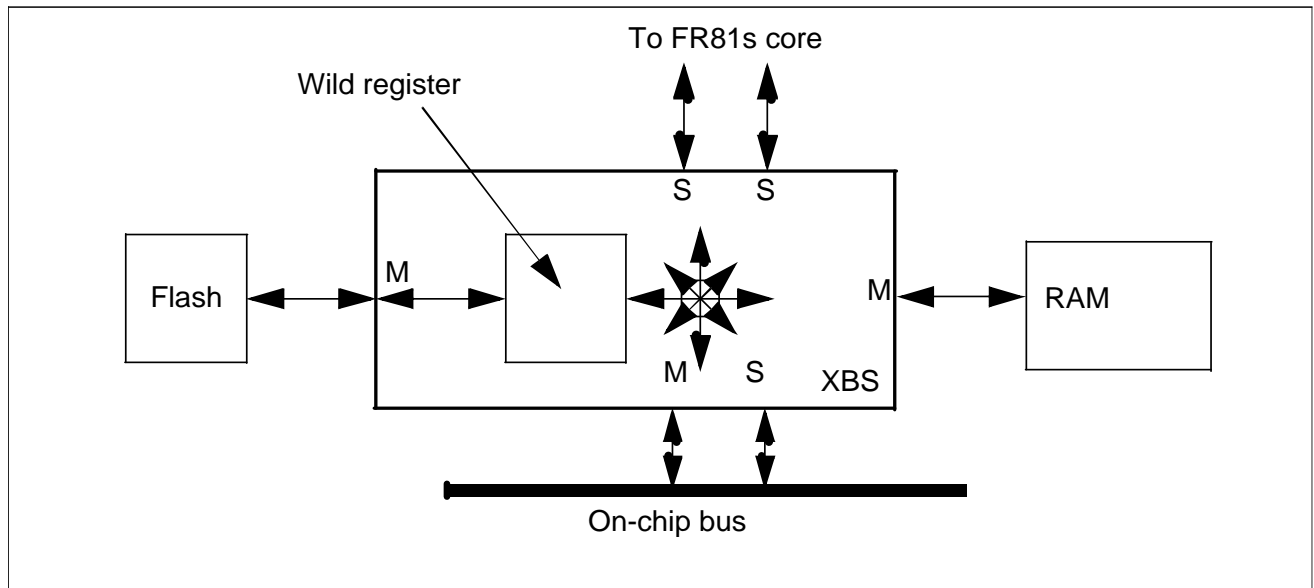 To FR81s core
Wild register
S
S
Flash
M
M
RAM
M
S
XBS
On-chip bus